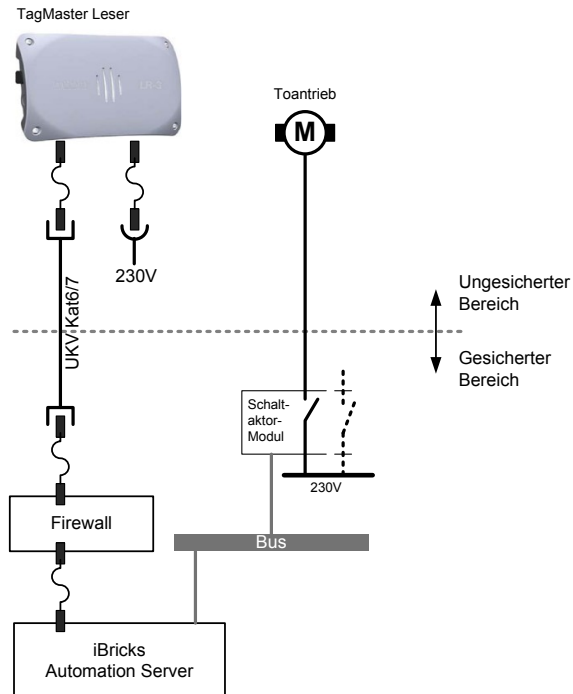 TagMaster Leser
Toantrieb
M
230V
UKV Kat6/7
Ungesicherter
Bereich
Gesicherter
Bereich
Schalt-
aktor-
Modul
230V
Firewall
Bus
iBricks
Automation Server